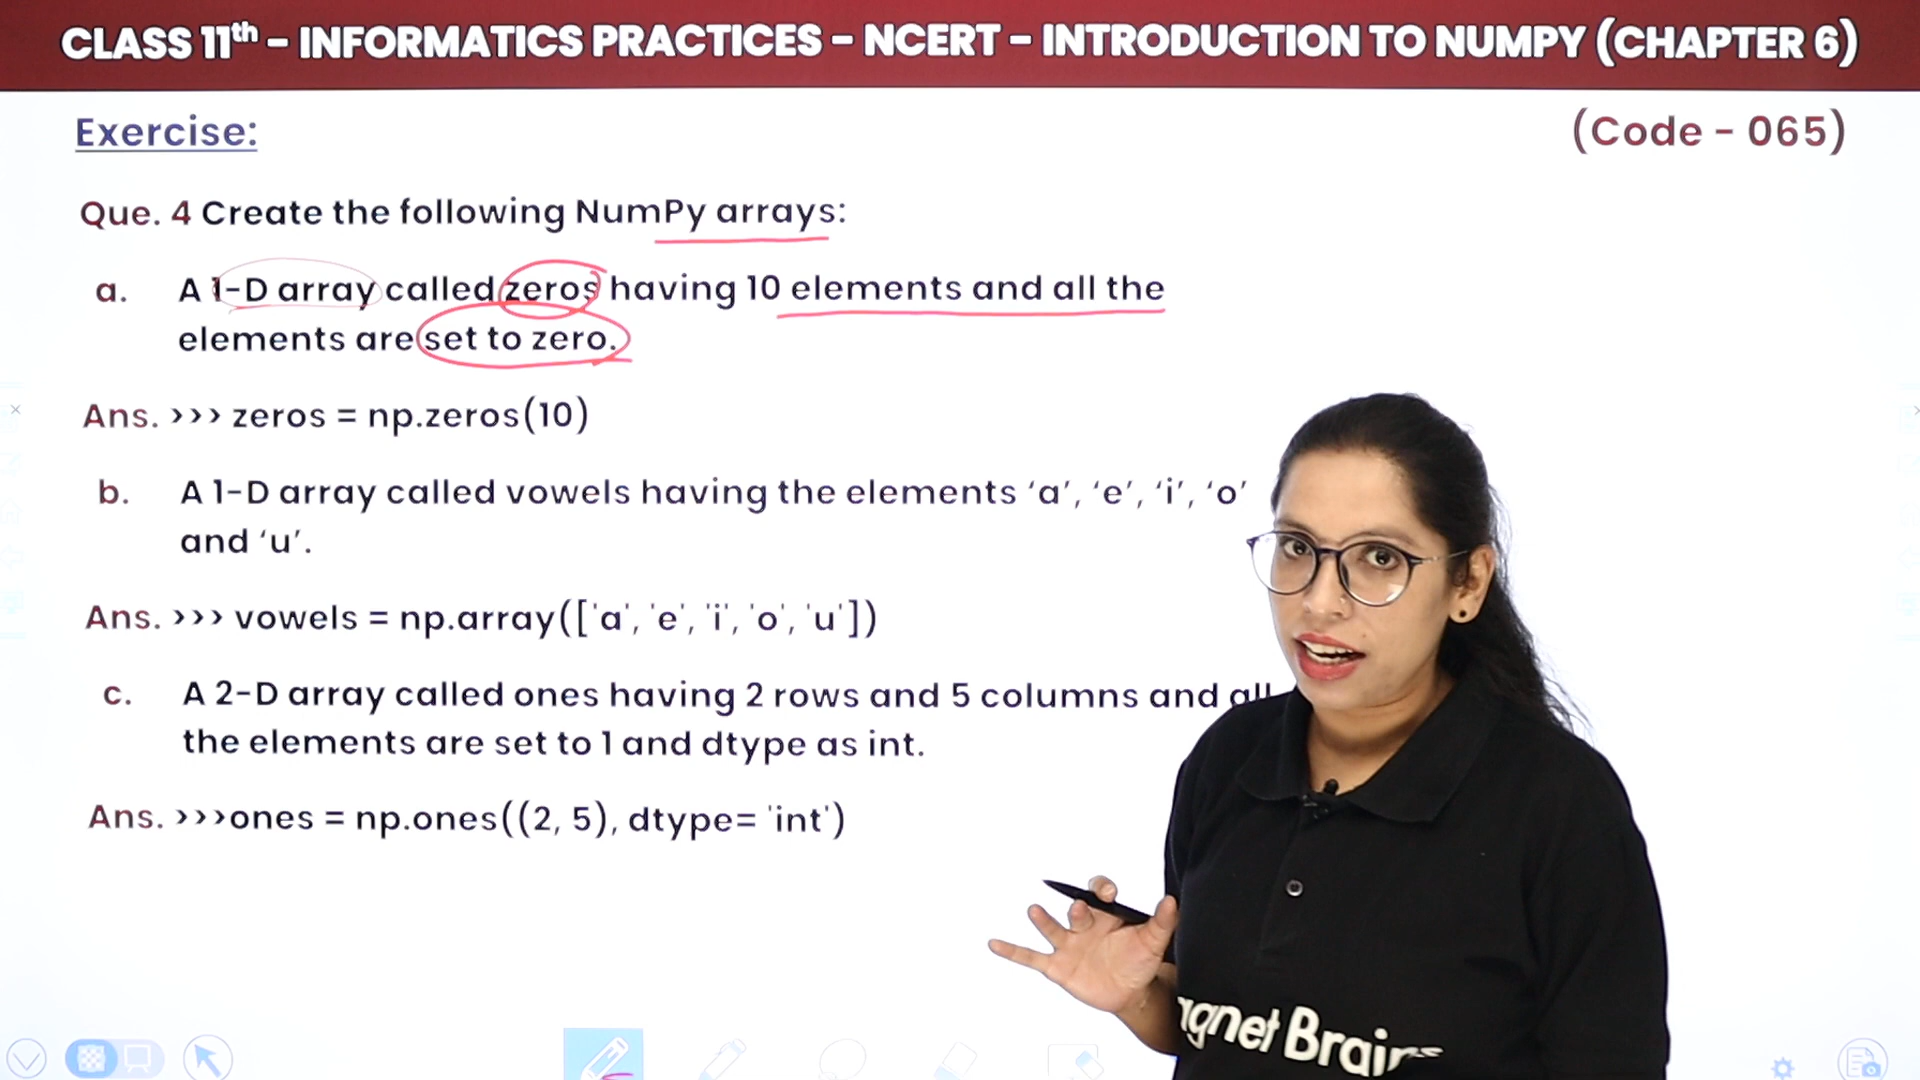 CLASS 11th - INFORMATICS PRACTICES - NCERT - INTRODUCTION TO NUMPY (CHAPTER 6)
Exercise:
(Code - 065)
Que. 4 Create the following NumPy arrays:
a. A 1-D array called zeros having 10 elements and all the
elements are set to zero.
Ans. >>> zeros = np.zeros(10)
b. A 1-D array called vowels having the elements ‘a’, ‘e’, ‘i’, ‘o’
and ‘u’.
Ans. >>> vowels = np.array(['a', 'e', 'i', 'o', 'u'])
c. A 2-D array called ones having 2 rows and 5 columns and all
the elements are set to 1 and dtype as int.
Ans. >>>ones = np.ones((2, 5), dtype= 'int')
agnet Brains